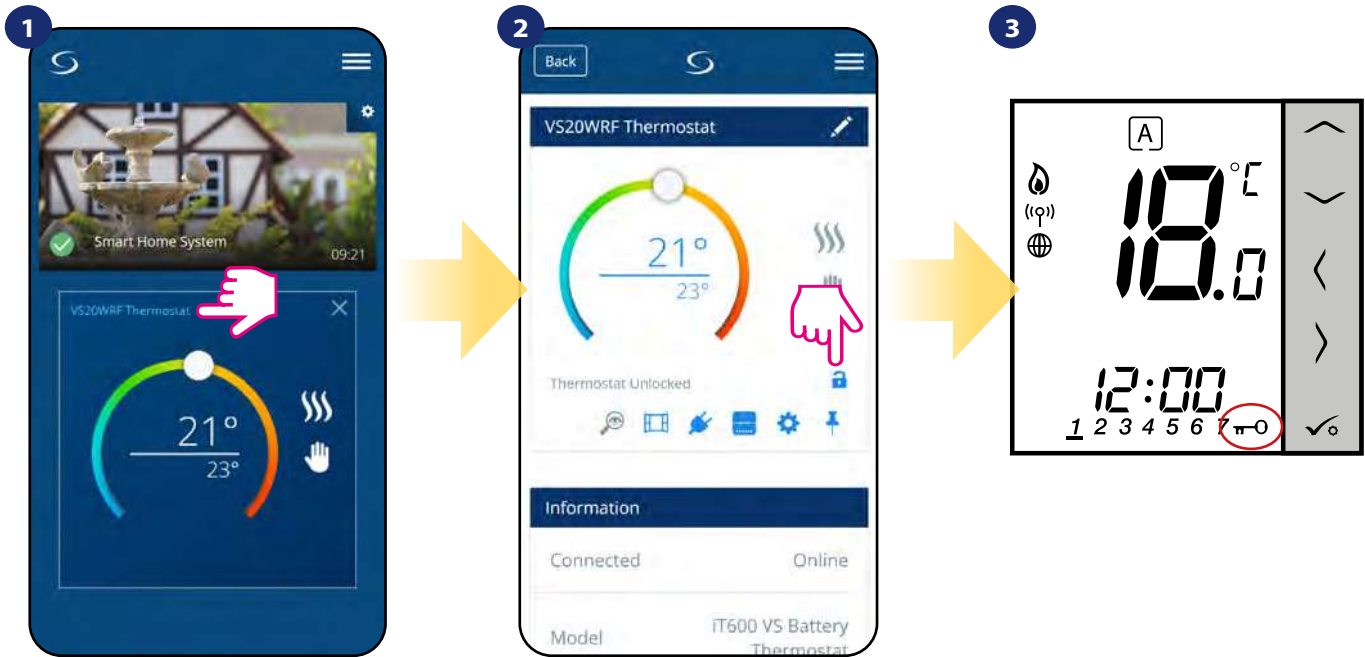 1
Smart Home System
09:21
VS20WRF Thermostat
21°
23°
2
Back
VS20WRF Thermostat
21°
23°
Thermostat Unlocked
Information
Connected Online
Model iT600 VS Battery
Thermostat
3
A
18.0 °C
12:00
1 2 3 4 5 6 7